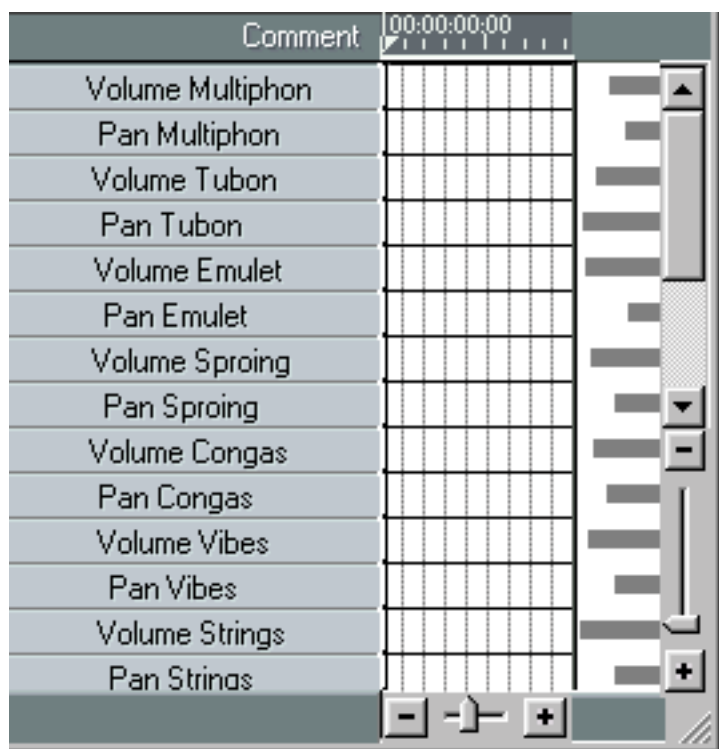 Comment 00:00:00:00
Volume Multiphon
Pan Multiphon
Volume Tubon
Pan Tubon
Volume Emulet
Pan Emulet
Volume Sproing
Pan Sproing
Volume Congas
Pan Congas
Volume Vibes
Pan Vibes
Volume Strings
Pan Strings